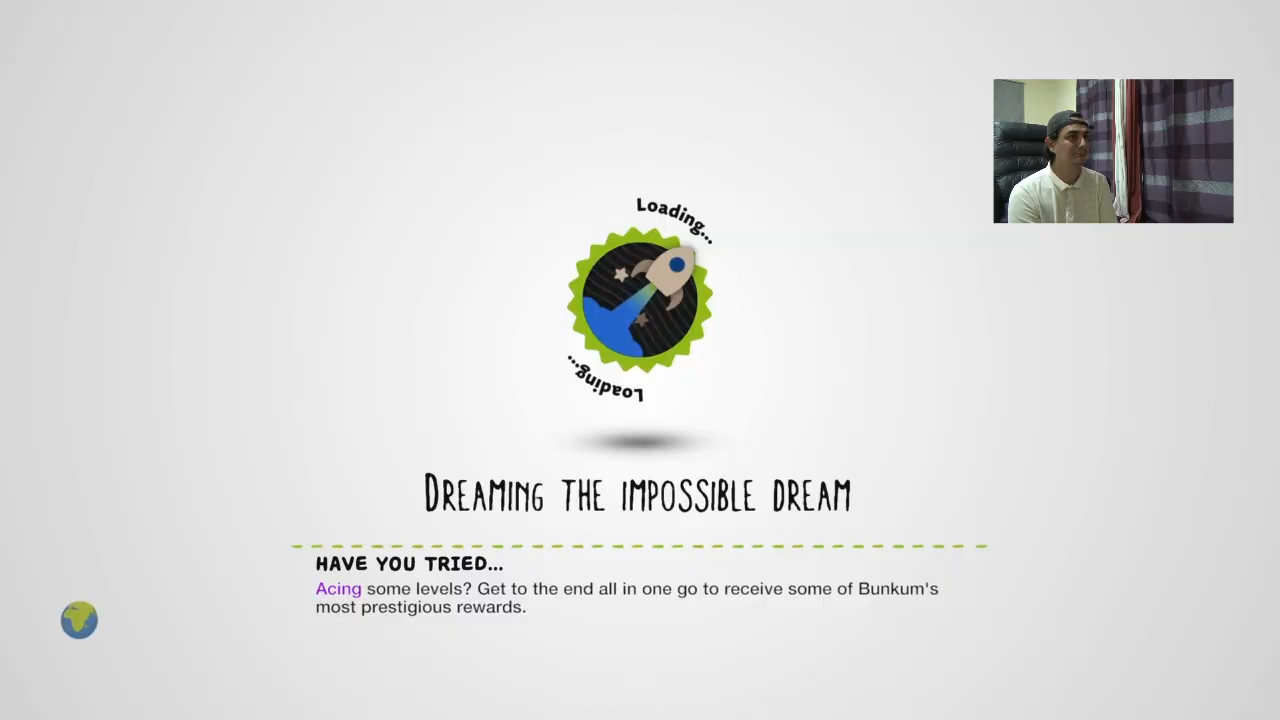 Loading...
Loading...
DREAMING THE IMPOSSIBLE DREAM
HAVE YOU TRIED...
Acing some levels? Get to the end all in one go to receive some of Bunkum's
most prestigious rewards.